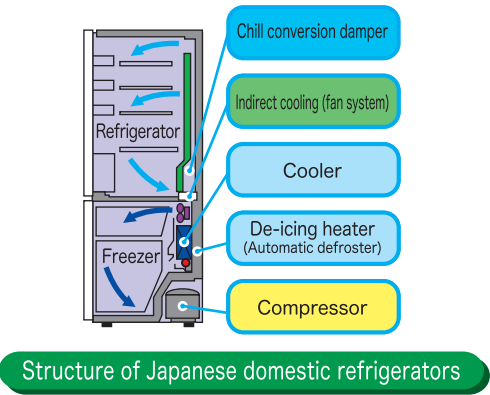 Chill conversion damper
Indirect cooling (fan system)
Refrigerator
Cooler
De-icing heater
(Automatic defroster)
Freezer
Compressor
Structure of Japanese domestic refrigerators